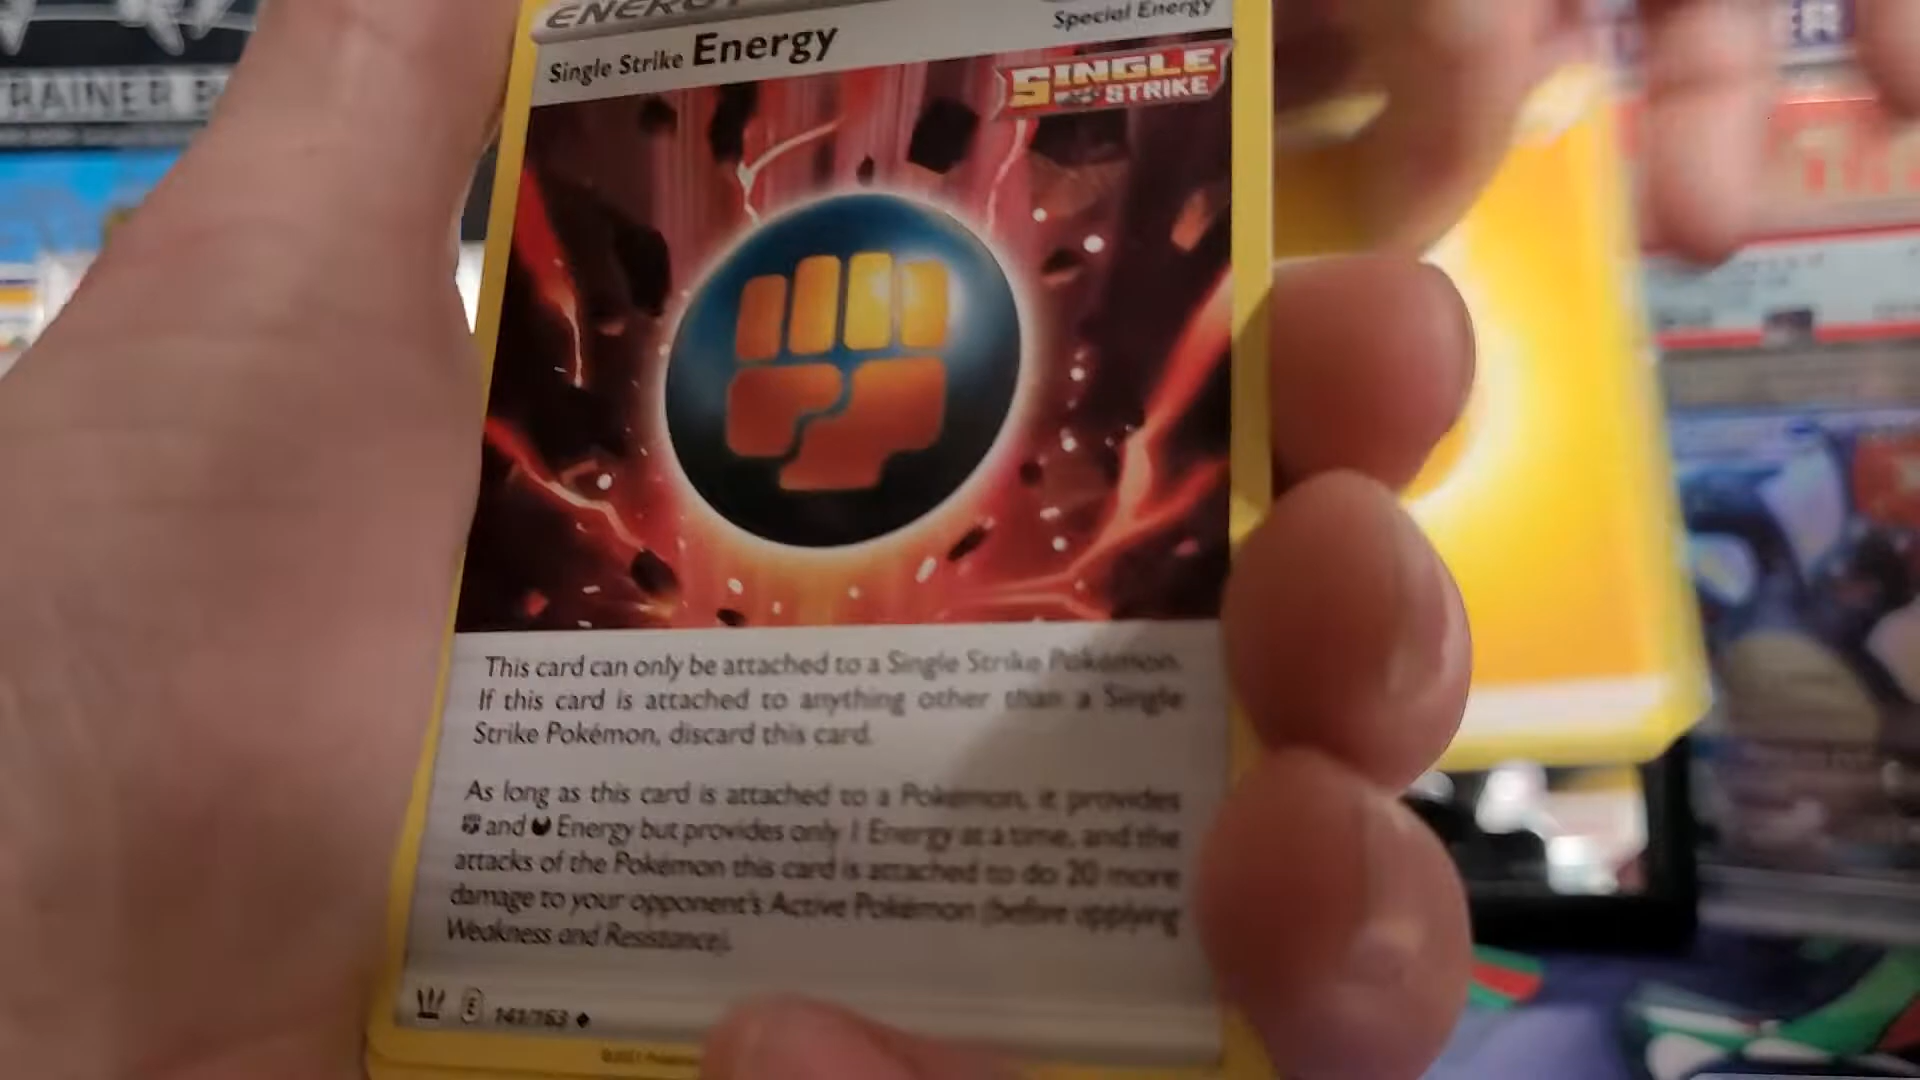 TRAINER B
ENERGY
Special Energy
Single Strike Energy
SINGLE
STRIKE
This card can only be attached to a Single Strike Pokémon.
If this card is attached to anything other than a Single
Strike Pokémon, discard this card.
As long as this card is attached to a Pokémon, it provides
and Energy but provides only 1 Energy at a time, and the
attacks of the Pokémon this card is attached to do 20 more
damage to your opponent's Active Pokémon (before applying
Weakness and Resistance).
E 141/163